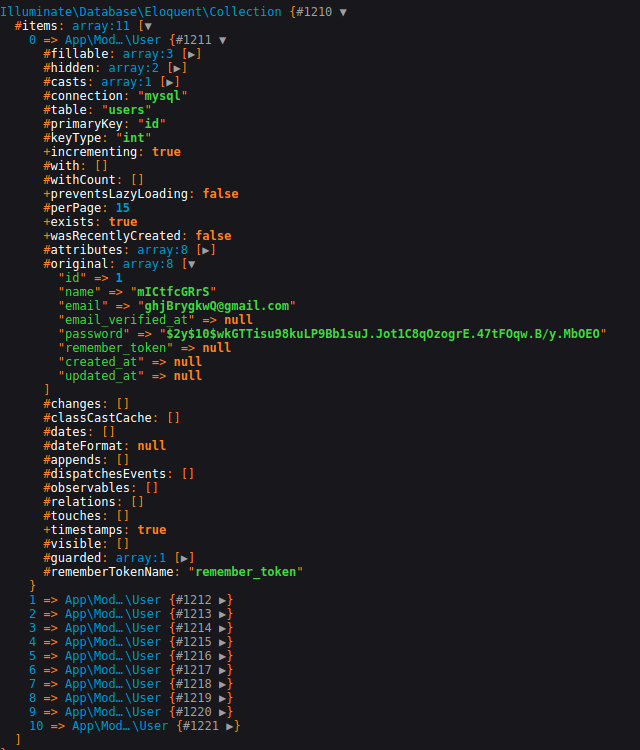 Illuminate\Database\Eloquent\Collection {#1210 ▼
#items: array:11 [▼
0 => App\Mod…\User {#1211 ▼
#fillable: array:3 [▶]
#hidden: array:2 [▶]
#casts: array:1 [▶]
#connection: "mysql"
#table: "users"
#primaryKey: "id"
#keyType: "int"
+incrementing: true
#with: []
#withCount: []
+preventsLazyLoading: false
#perPage: 15
+exists: true
+wasRecentlyCreated: false
#attributes: array:8 [▶]
#original: array:8 [▼
"id" => 1
"name" => "mICtfcGRrS"
"email" => "ghjBrygkwQ@gmail.com"
"email_verified_at" => null
"password" => "$2y$10$wkGTTisu98kuLP9Bb1suJ.Jot1C8qOzogrE.47tFOqw.B/y.MbOEO"
"remember_token" => null
"created_at" => null
"updated_at" => null
]
#changes: []
#classCastCache: []
#dates: []
#dateFormat: null
#appends: []
#dispatchesEvents: []
#observables: []
#relations: []
#touches: []
+timestamps: true
#visible: []
#guarded: array:1 [▶]
#rememberTokenName: "remember_token"
}
1 => App\Mod…\User {#1212 ▶}
2 => App\Mod…\User {#1213 ▶}
3 => App\Mod…\User {#1214 ▶}
4 => App\Mod…\User {#1215 ▶}
5 => App\Mod…\User {#1216 ▶}
6 => App\Mod…\User {#1217 ▶}
7 => App\Mod…\User {#1218 ▶}
8 => App\Mod…\User {#1219 ▶}
9 => App\Mod…\User {#1220 ▶}
10 => App\Mod…\User {#1221 ▶}
]